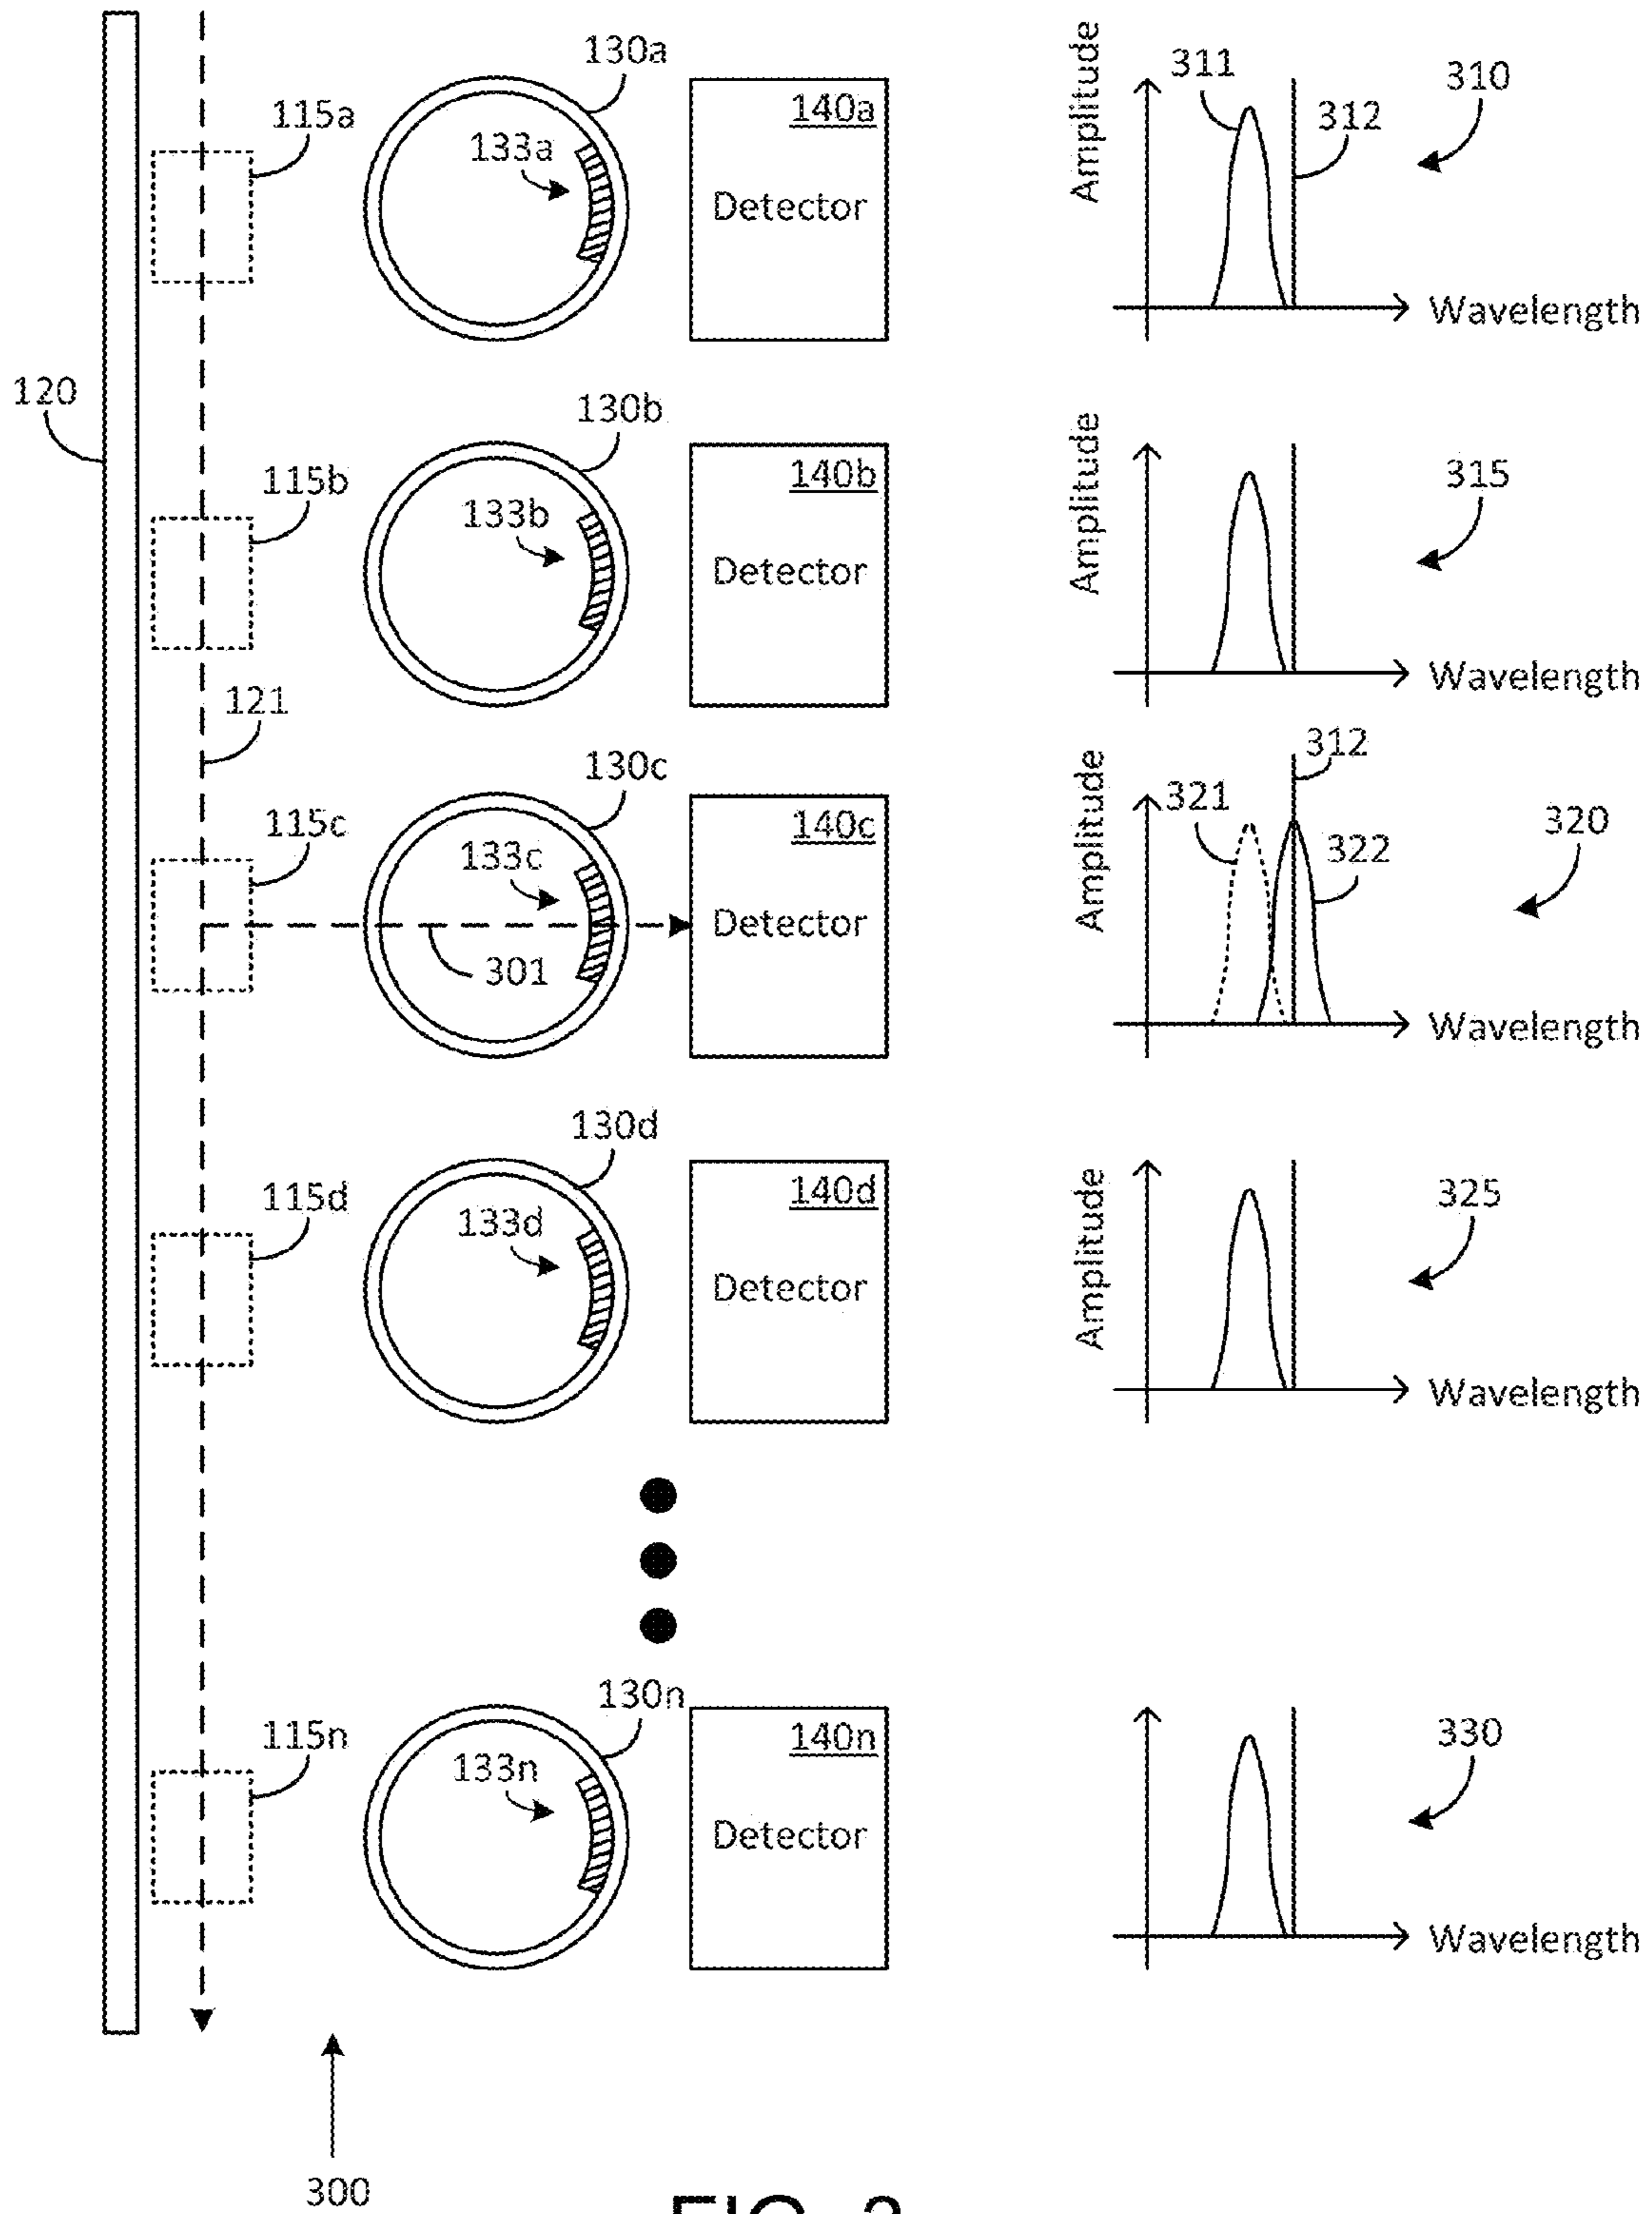 130a
115a
133a
140a
Detector
Amplitude
311
312
310
Wavelength
120
130b
115b
133b
140b
Detector
Amplitude
315
Wavelength
121
130c
115c
133c
301
140c
Detector
Amplitude
321
312
322
320
Wavelength
130d
115d
133d
140d
Detector
Amplitude
325
Wavelength
130n
115n
133n
140n
Detector
330
Wavelength
300